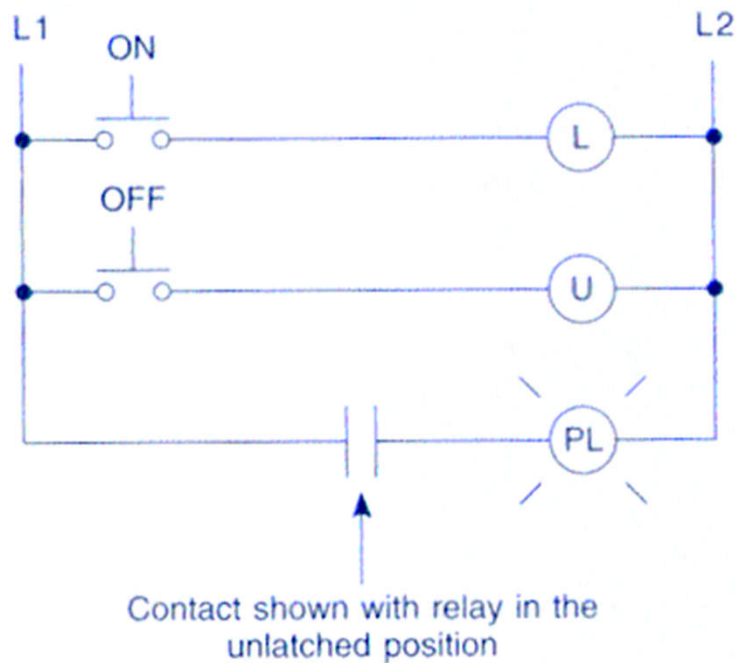 L1
L2
ON
L
OFF
U
PL
Contact shown with relay in the
unlatched position